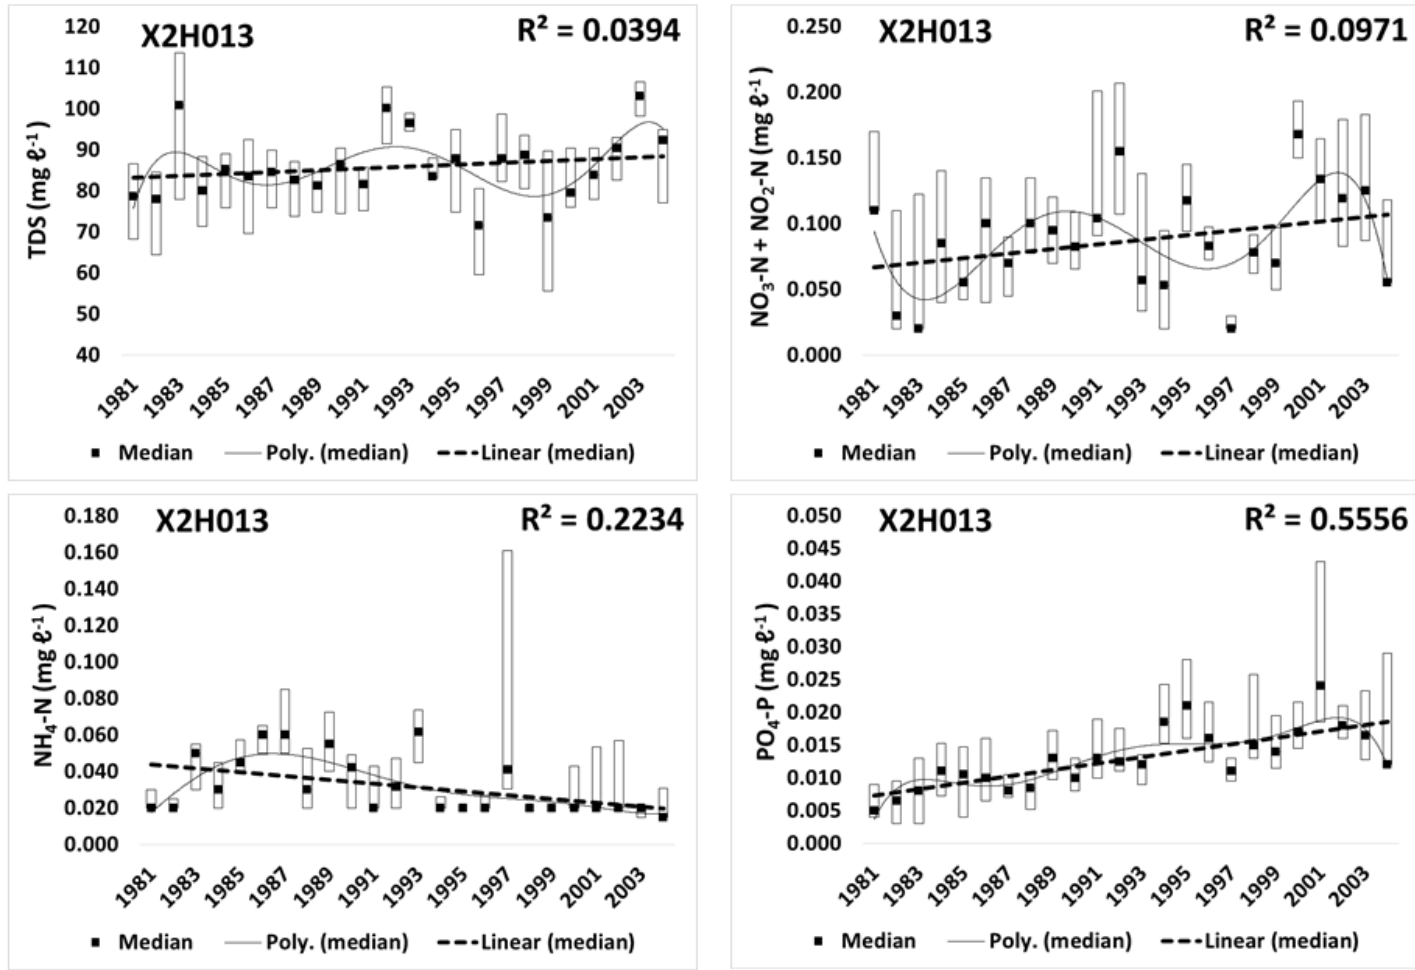 X2H013
R² = 0.0394
120
110
100
90
80
70
60
50
40
TDS (mg ℓ⁻¹)
1981 1983 1985 1987 1989 1991 1993 1995 1997 1999 2001 2003
Median Poly. (median) Linear (median)
X2H013
R² = 0.0971
0.250
0.200
0.150
0.100
0.050
0.000
NO₃-N + NO₂-N (mg ℓ⁻¹)
1981 1983 1985 1987 1989 1991 1993 1995 1997 1999 2001 2003
Median Poly. (median) Linear (median)
X2H013
R² = 0.2234
0.180
0.160
0.140
0.120
0.100
0.080
0.060
0.040
0.020
0.000
NH₄-N (mg ℓ⁻¹)
1981 1983 1985 1987 1989 1991 1993 1995 1997 1999 2001 2003
Median Poly. (median) Linear (median)
X2H013
R² = 0.5556
0.050
0.045
0.040
0.035
0.030
0.025
0.020
0.015
0.010
0.005
0.000
PO₄-P (mg ℓ⁻¹)
1981 1983 1985 1987 1989 1991 1993 1995 1997 1999 2001 2003
Median Poly. (median) Linear (median)